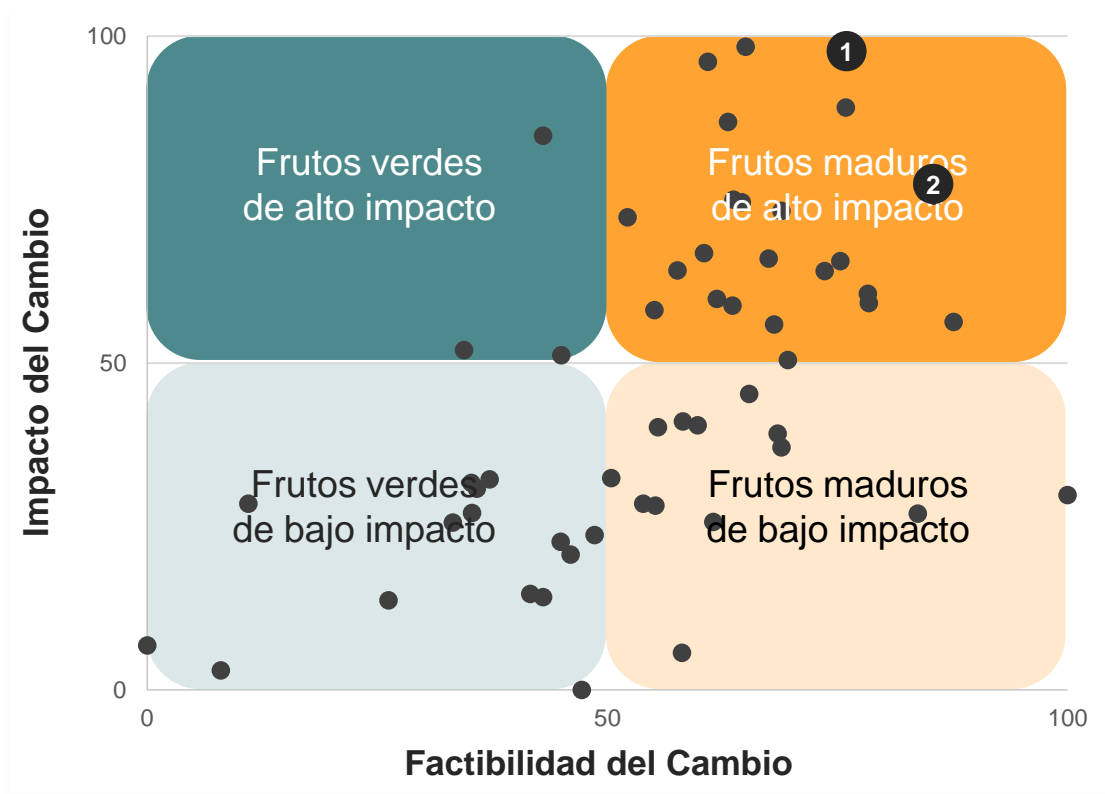 Impacto del Cambio
100
50
0
Frutos verdes
de alto impacto
Frutos maduros
de alto impacto
1
2
Frutos verdes
de bajo impacto
Frutos maduros
de bajo impacto
0
50
100
Factibilidad del Cambio